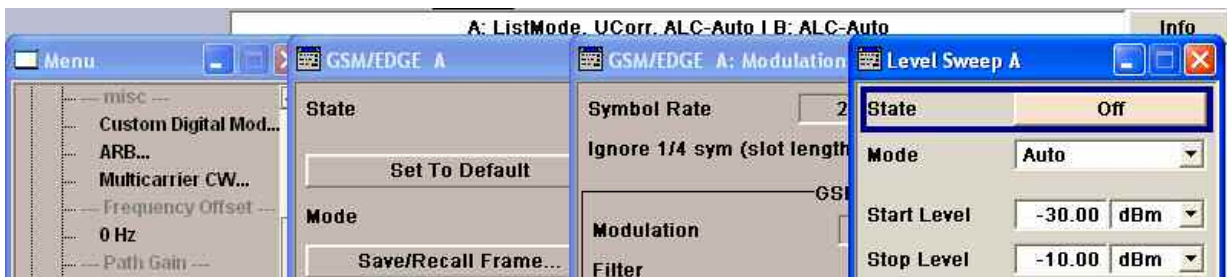 A: ListMode, UCorr, ALC-Auto | B: ALC-Auto
Info
Menu
--- misc ---
Custom Digital Mod...
ARB...
Multicarrier CW...
--- Frequency Offset ---
0 Hz
--- Path Gain ---
GSM/EDGE A
State
Set To Default
Mode
Save/Recall Frame...
GSM/EDGE A: Modulation
Symbol Rate 2
Ignore 1/4 sym (slot length
GSM
Modulation
Filter
Level Sweep A
State Off
Mode Auto
Start Level -30.00 dBm
Stop Level -10.00 dBm